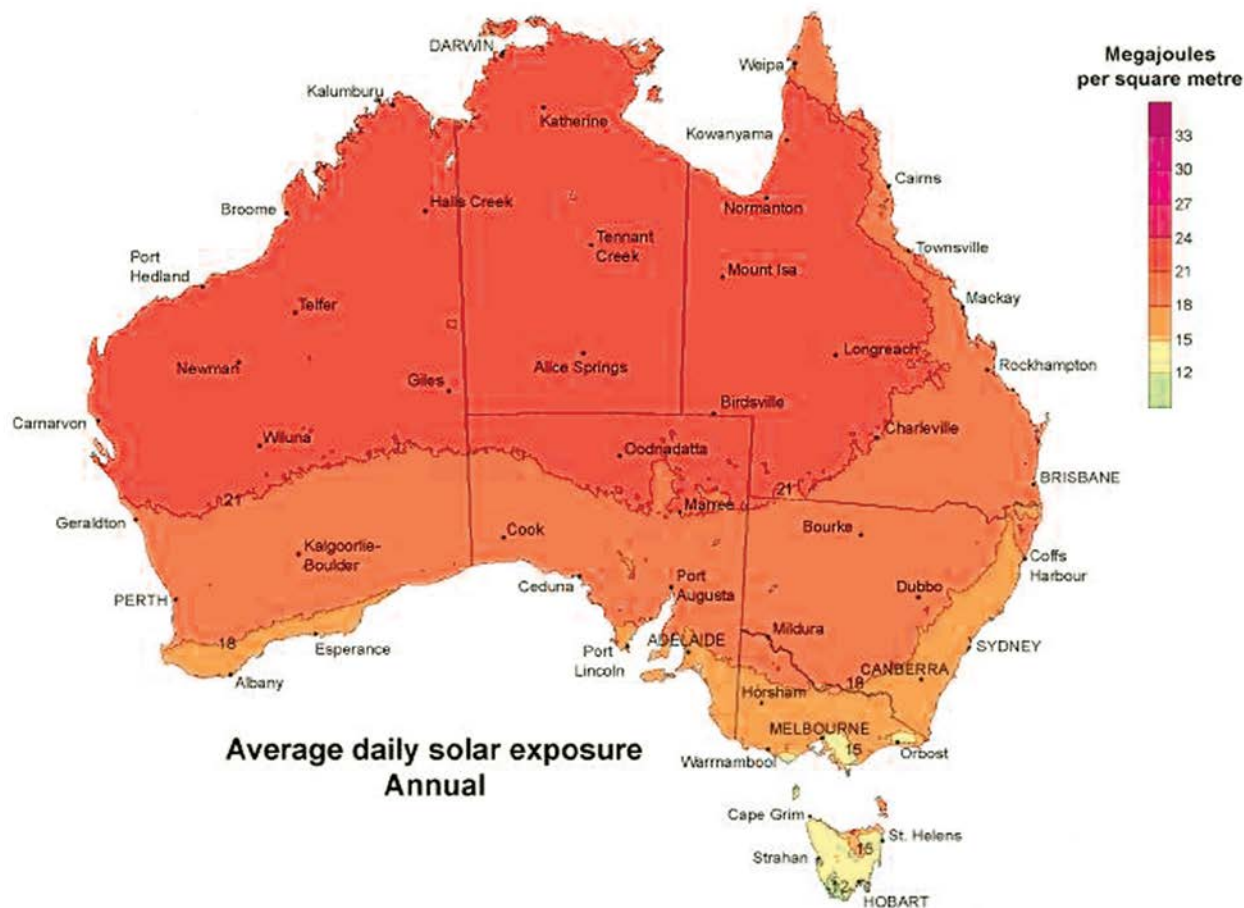 DARWIN
Weipa
Megajoules
per square metre
Kalumburu
Katherine
Kowanyama
33
30
27
24
21
18
15
12
Cairns
Broome
Halls Creek
Normanton
Tennant
Creek
Townsville
Port
Hedland
Mount Isa
Mackay
Telfer
Newman
Giles
Alice Springs
Longreach
Rockhampton
Birdsville
Carnarvon
Wiluna
Oodnadatta
Charleville
21
21
BRISBANE
Geraldton
Marree
Cook
Bourke
Kalgoorlie-
Boulder
Coffs
Harbour
Ceduna
Port
Augusta
Dubbo
PERTH
18
Esperance
Mildura
ADELAIDE
SYDNEY
Port
Lincoln
Albany
CANBERRA
18
Horsham
MELBOURNE
15
Orbost
Warrnambool
Average daily solar exposure
Annual
Cape Grim
St. Helens
15
Strahan
12
HOBART